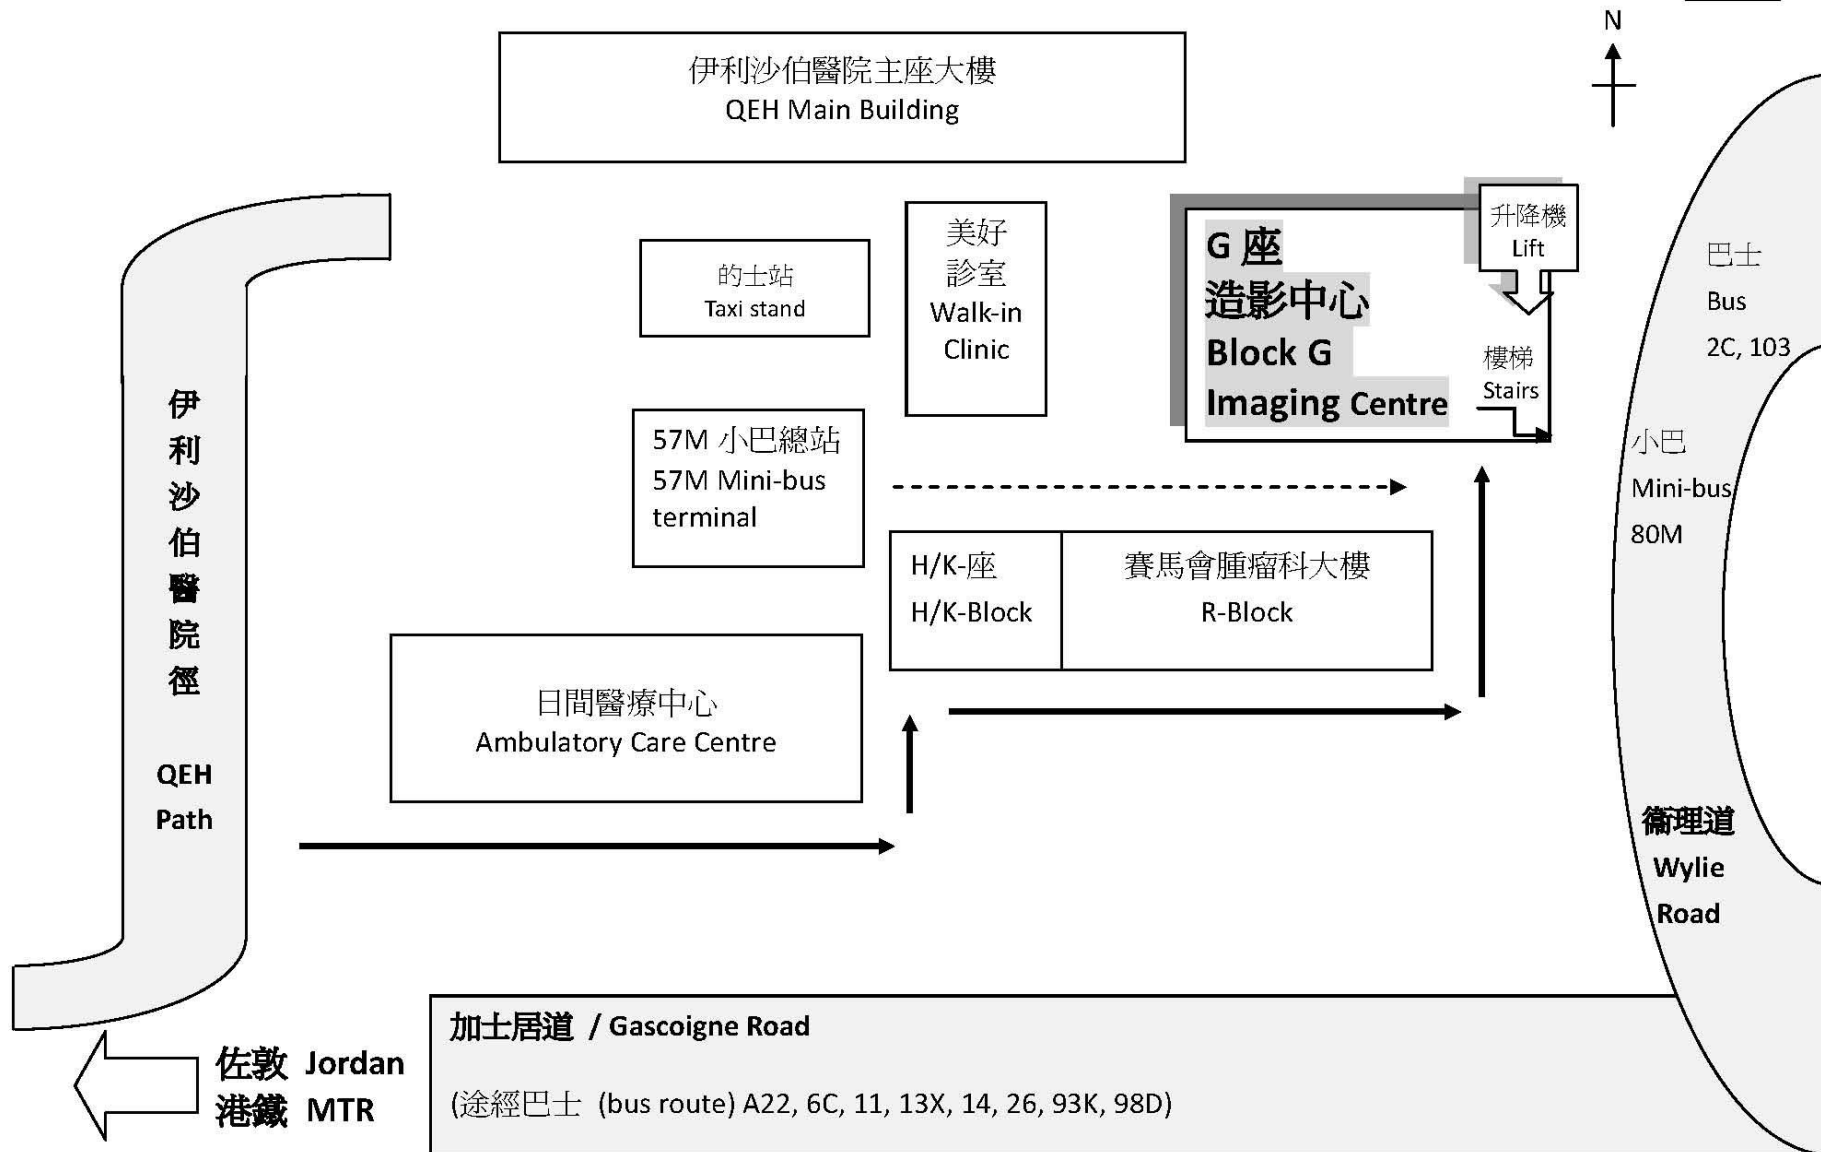 N
伊利沙伯醫院主座大樓
QEH Main Building
升降機
Lift
美好
診室
Walk-in
Clinic
G 座
造影中心
Block G
Imaging Centre
巴士
Bus
2C, 103
的士站
Taxi stand
樓梯
Stairs
57M 小巴總站
57M Mini-bus
terminal
小巴
Mini-bus
80M
伊
利
沙
伯
醫
院
徑
QEH
Path
H/K-座
H/K-Block
賽馬會腫瘤科大樓
R-Block
日間醫療中心
Ambulatory Care Centre
衞理道
Wylie
Road
加士居道 / Gascoigne Road
(途經巴士 (bus route) A22, 6C, 11, 13X, 14, 26, 93K, 98D)
佐敦 Jordan
港鐵 MTR